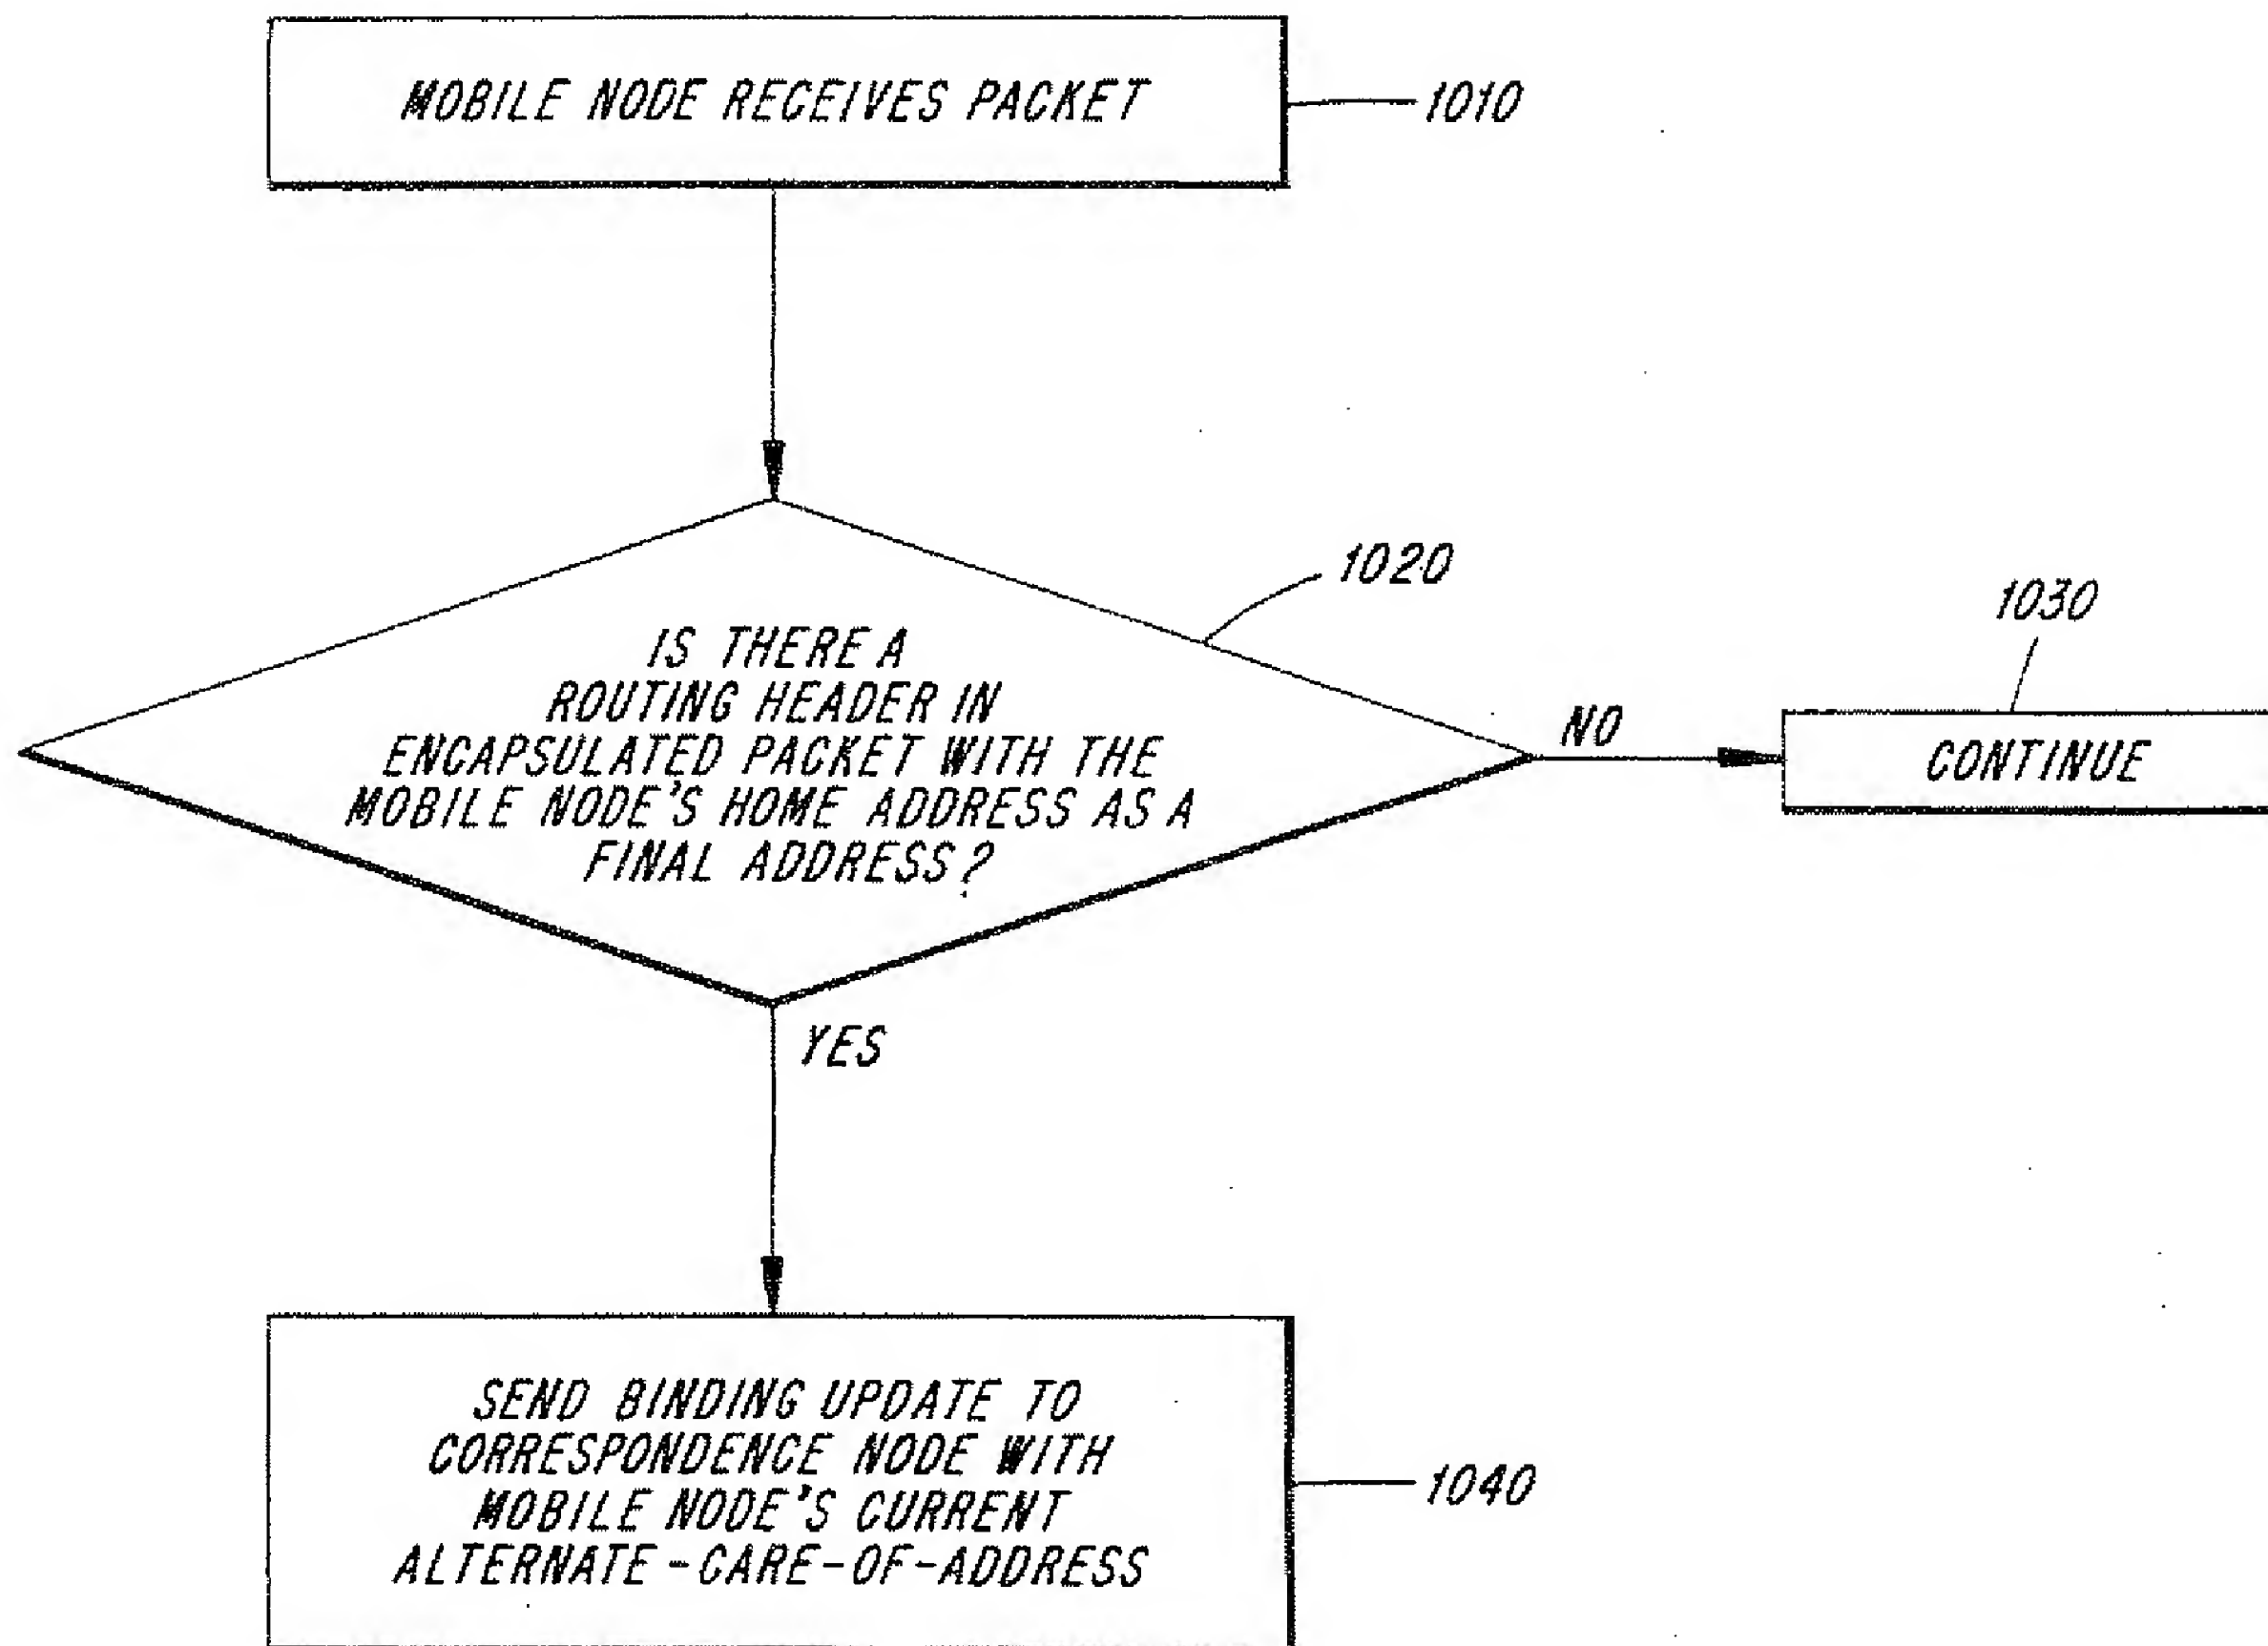 MOBILE NODE RECEIVES PACKET
1010
1020
IS THERE A
ROUTING HEADER IN
ENCAPSULATED PACKET WITH THE
MOBILE NODE'S HOME ADDRESS AS A
FINAL ADDRESS?
NO
1030
CONTINUE
YES
SEND BINDING UPDATE TO
CORRESPONDENCE NODE WITH
MOBILE NODE'S CURRENT
ALTERNATE-CARE-OF-ADDRESS
1040